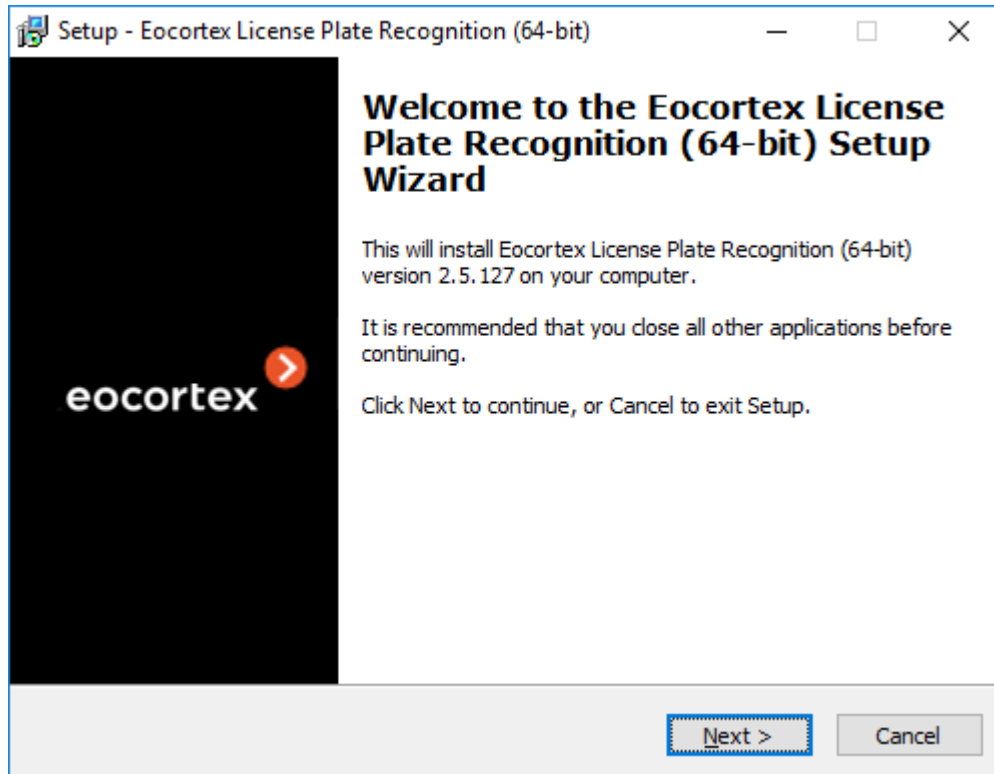 Setup - Eocortex License Plate Recognition (64-bit)
Welcome to the Eocortex License
Plate Recognition (64-bit) Setup
Wizard
This will install Eocortex License Plate Recognition (64-bit)
version 2.5.127 on your computer.
It is recommended that you close all other applications before
continuing.
eocortex
Click Next to continue, or Cancel to exit Setup.
Next >
Cancel